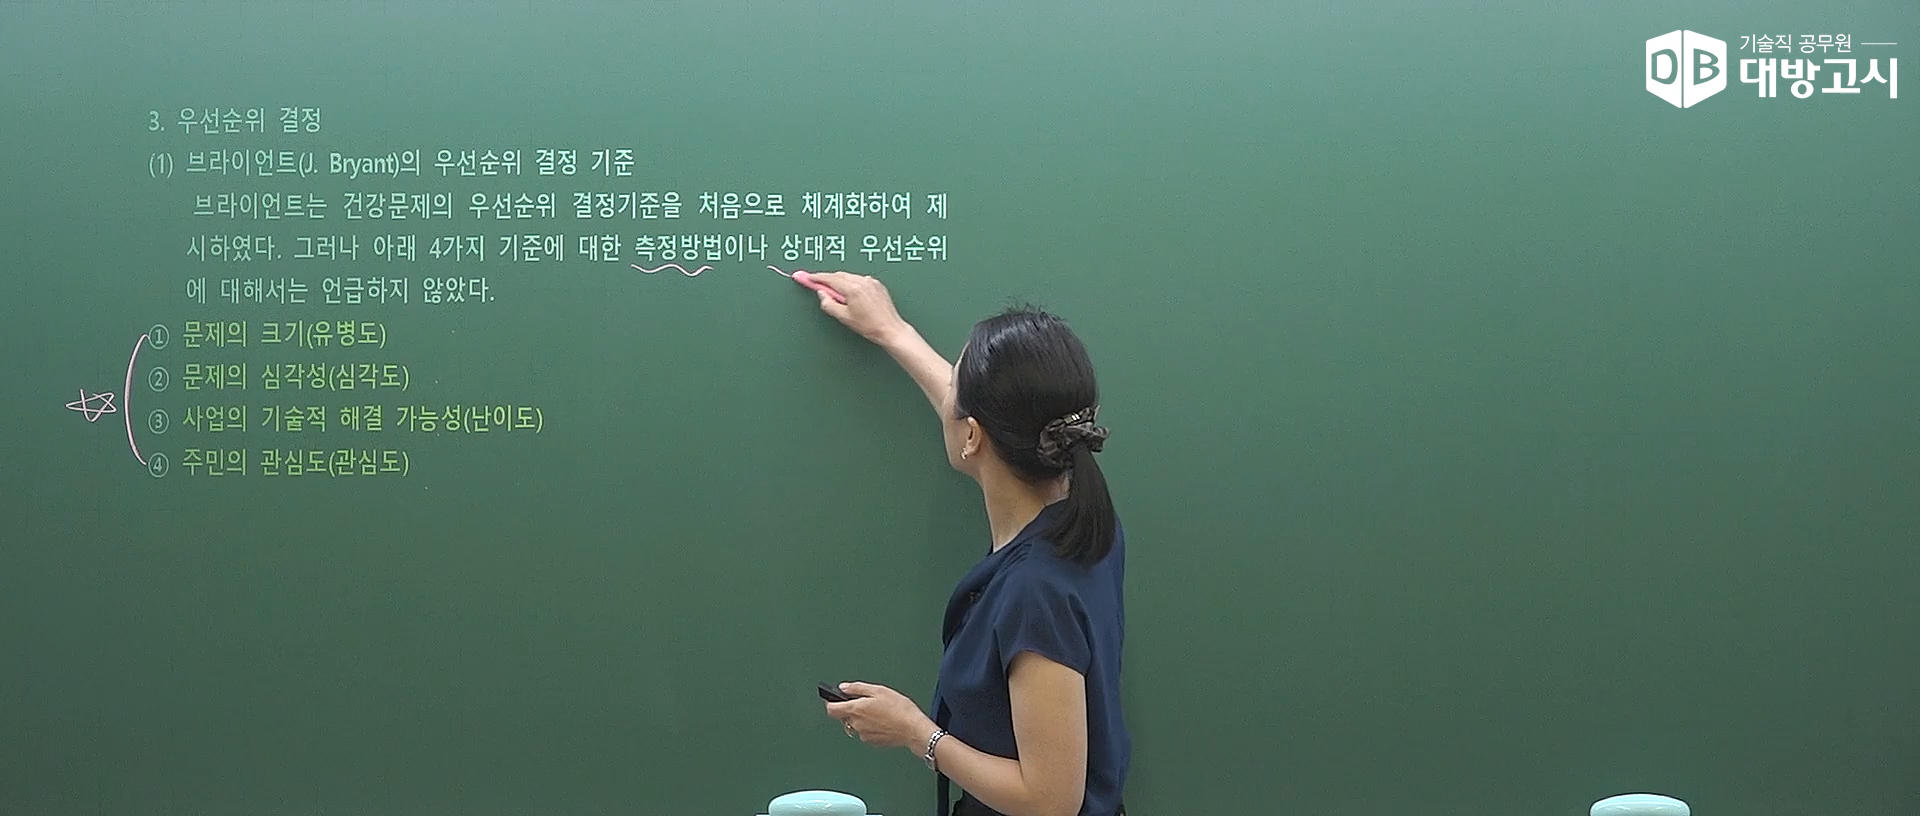 기술직 공무원
DB 대방고시
3. 우선순위 결정
(1) 브라이언트(J. Bryant)의 우선순위 결정 기준
브라이언트는 건강문제의 우선순위 결정기준을 처음으로 체계화하여 제
시하였다. 그러나 아래 4가지 기준에 대한 측정방법이나 상대적 우선순위
에 대해서는 언급하지 않았다.
① 문제의 크기(유병도)
② 문제의 심각성(심각도)
③ 사업의 기술적 해결 가능성(난이도)
④ 주민의 관심도(관심도)